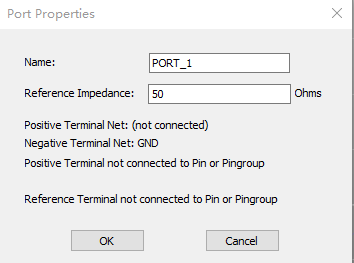 Port Properties
Name: PORT_1
Reference Impedance: 50 Ohms
Positive Terminal Net: (not connected)
Negative Terminal Net: GND
Positive Terminal not connected to Pin or Pingroup
Reference Terminal not connected to Pin or Pingroup
OK Cancel